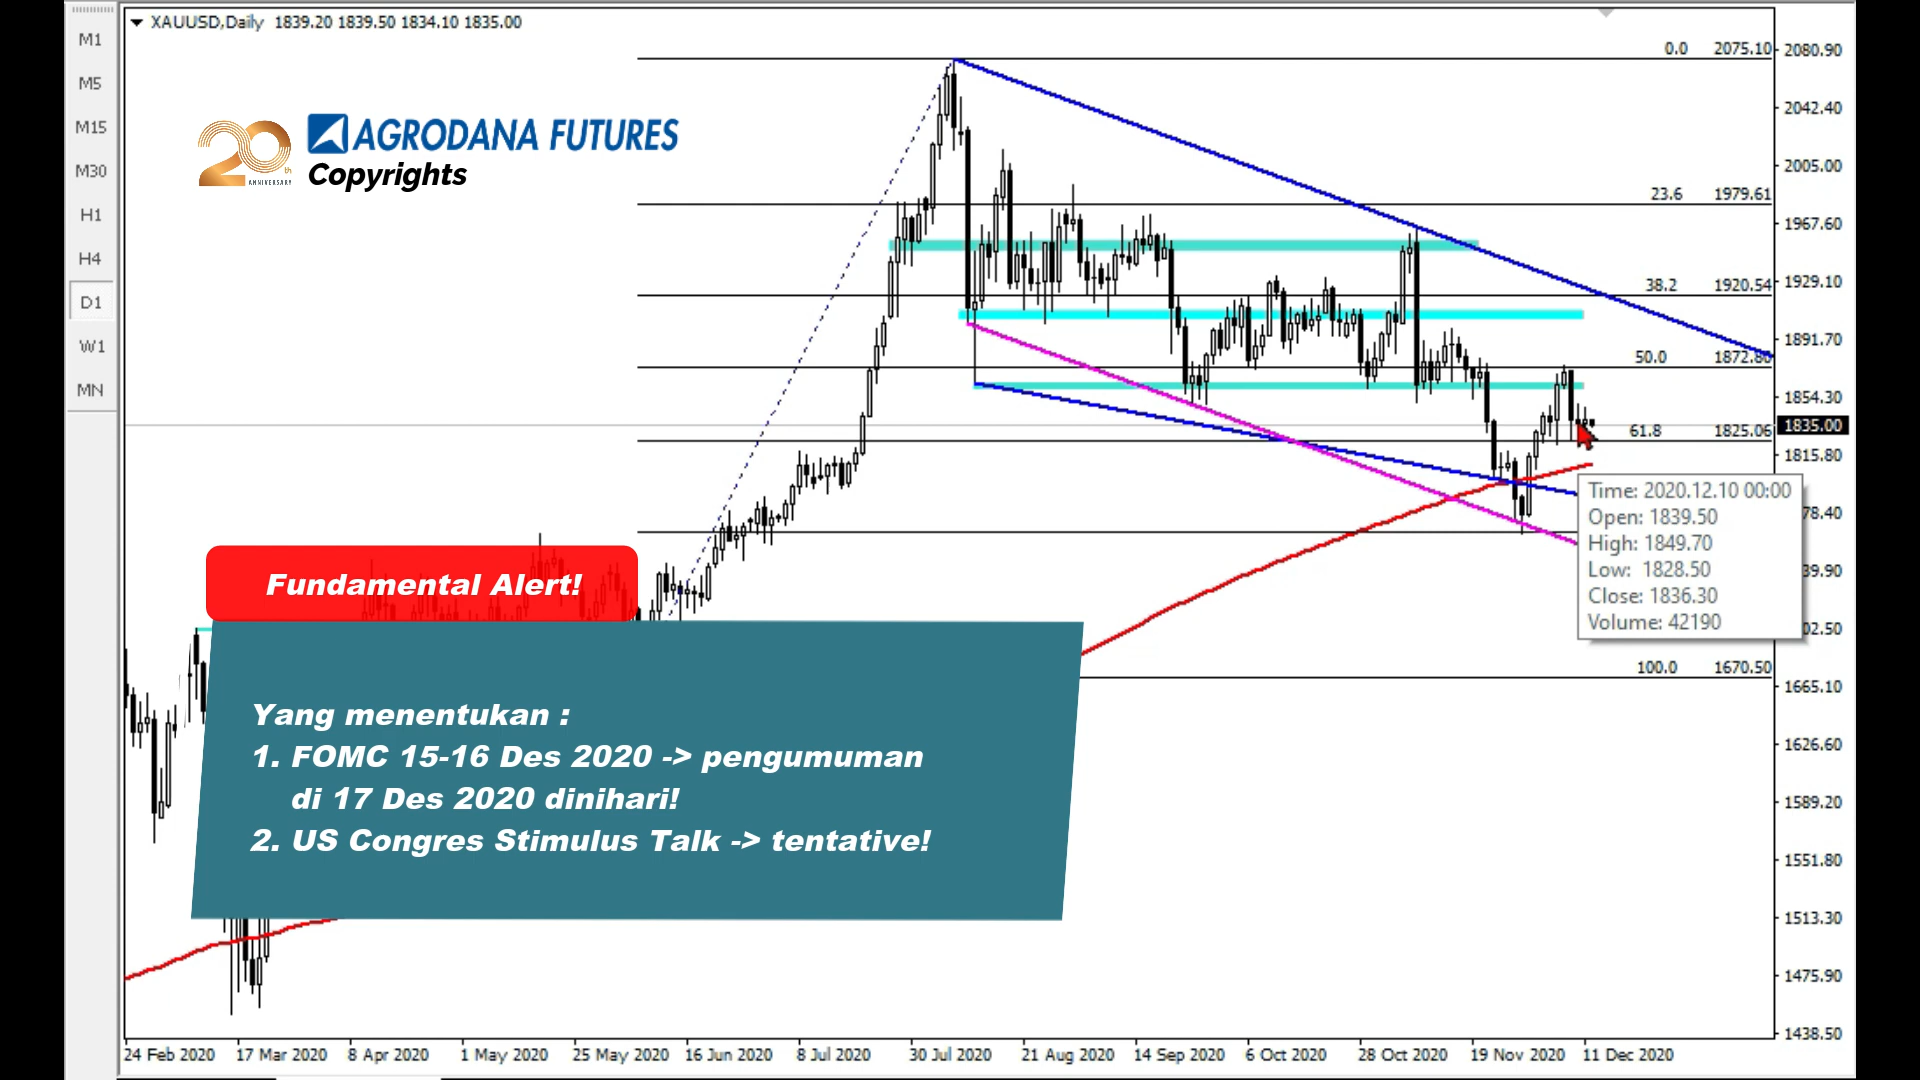 XAUUSD,Daily 1839.20 1839.50 1834.10 1835.00
M1
M5
M15
M30
H1
H4
D1
W1
MN
20th ANNIVERSARY
AGRODANA FUTURES
Copyrights
0.0 2075.10
23.6 1979.61
38.2 1920.54
50.0 1872.80
61.8 1825.06
100.0 1670.50
2080.90
2042.40
2005.00
1967.60
1929.10
1891.70
1854.30
1835.00
1815.80
78.40
39.90
02.50
1665.10
1626.60
1589.20
1551.80
1513.30
1475.90
1438.50
Time: 2020.12.10 00:00
Open: 1839.50
High: 1849.70
Low: 1828.50
Close: 1836.30
Volume: 42190
Fundamental Alert!
Yang menentukan :
1. FOMC 15-16 Des 2020 -> pengumuman
di 17 Des 2020 dinihari!
2. US Congres Stimulus Talk -> tentative!
24 Feb 2020 17 Mar 2020 8 Apr 2020 1 May 2020 25 May 2020 16 Jun 2020 8 Jul 2020 30 Jul 2020 21 Aug 2020 14 Sep 2020 6 Oct 2020 28 Oct 2020 19 Nov 2020 11 Dec 2020